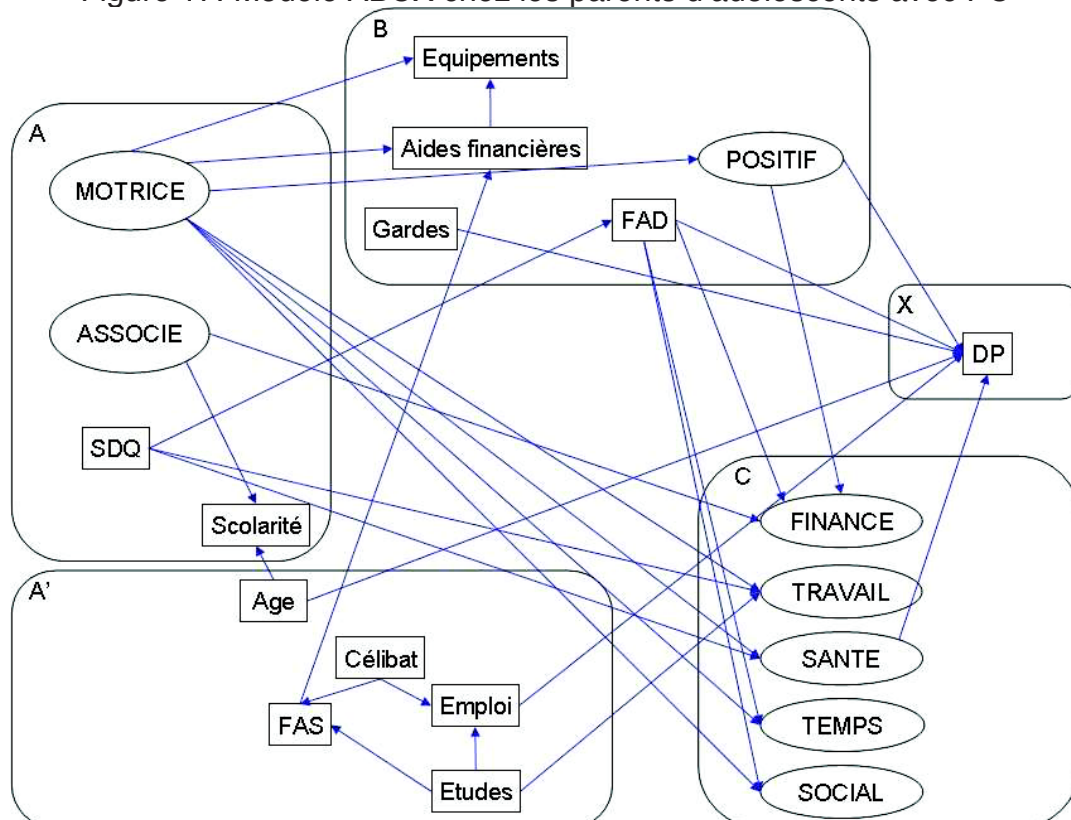 B
Equipements
A
Aides financières
POSITIF
MOTRICE
FAD
Gardes
X
ASSOCIE
DP
SDQ
C
Scolarité
FINANCE
A'
Age
TRAVAIL
Célibat
SANTE
Emploi
FAS
TEMPS
Etudes
SOCIAL